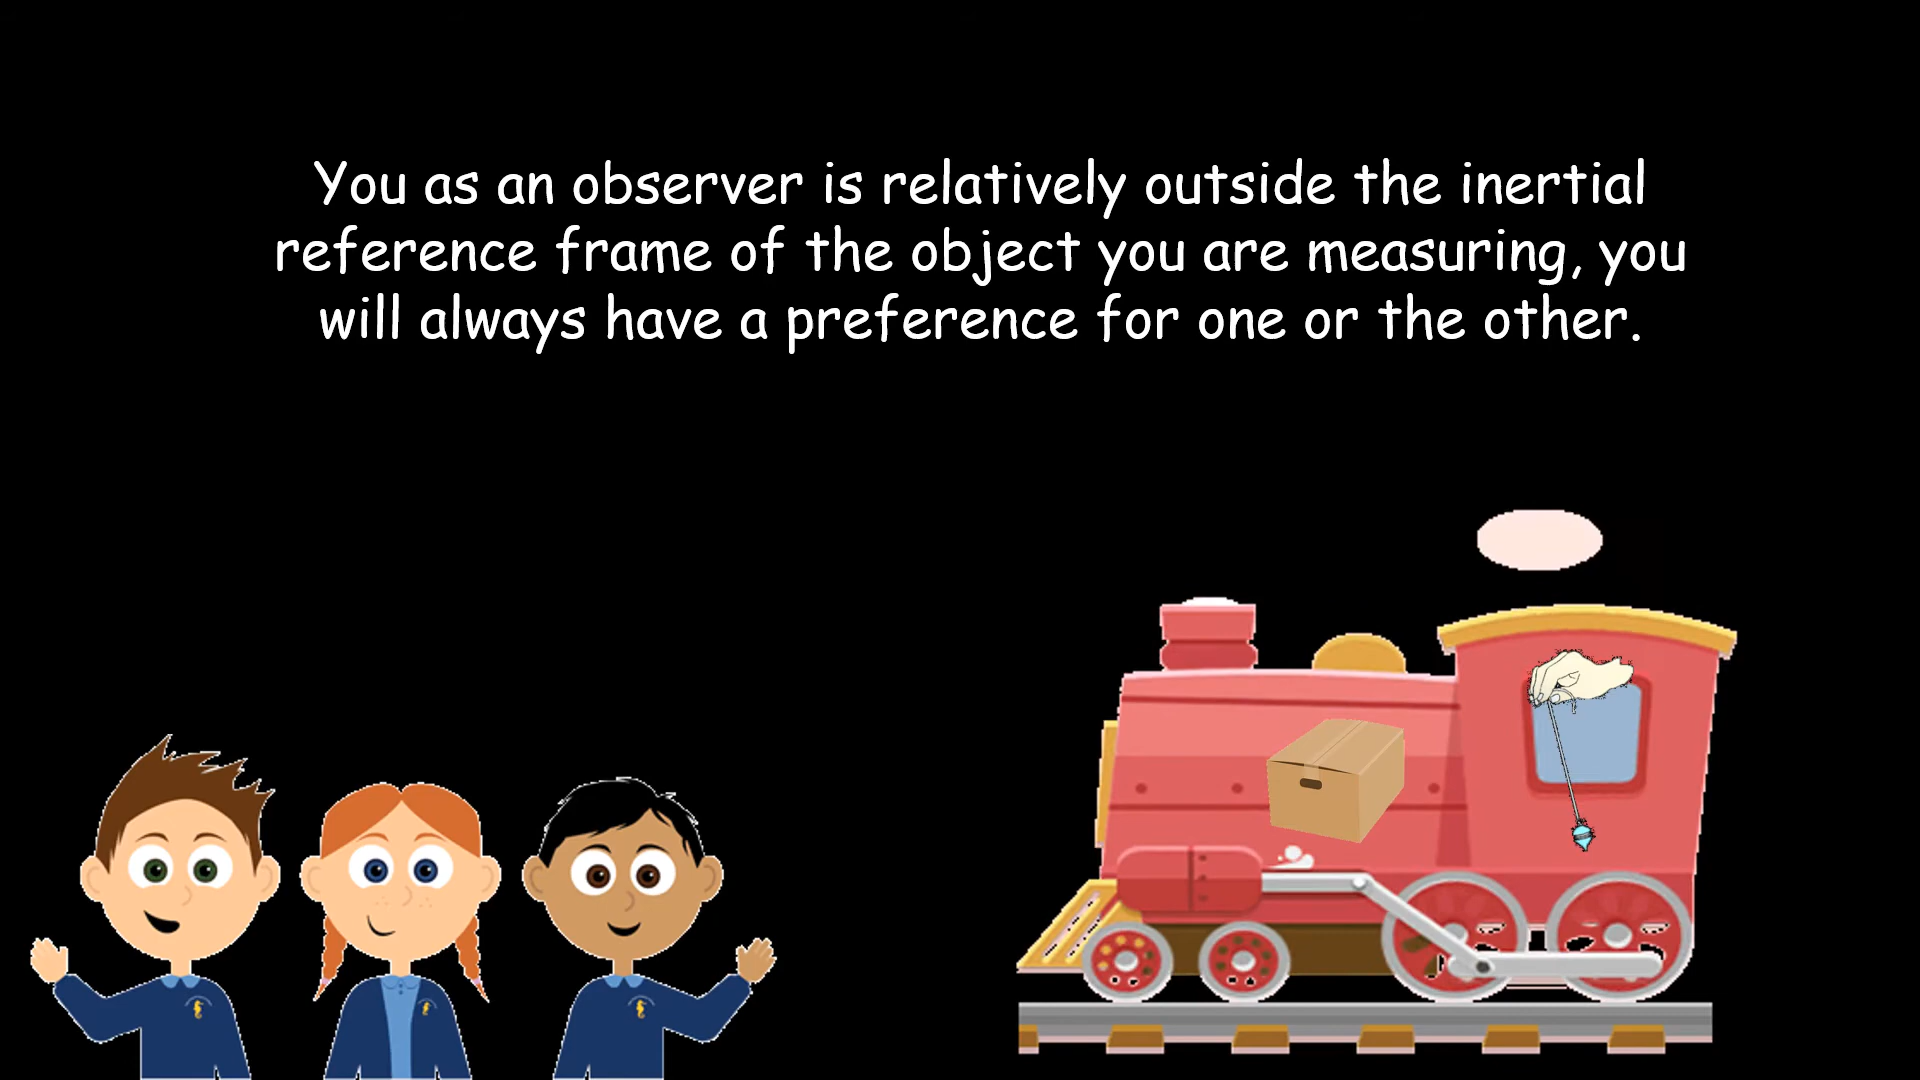 You as an observer is relatively outside the inertial
reference frame of the object you are measuring, you
will always have a preference for one or the other.